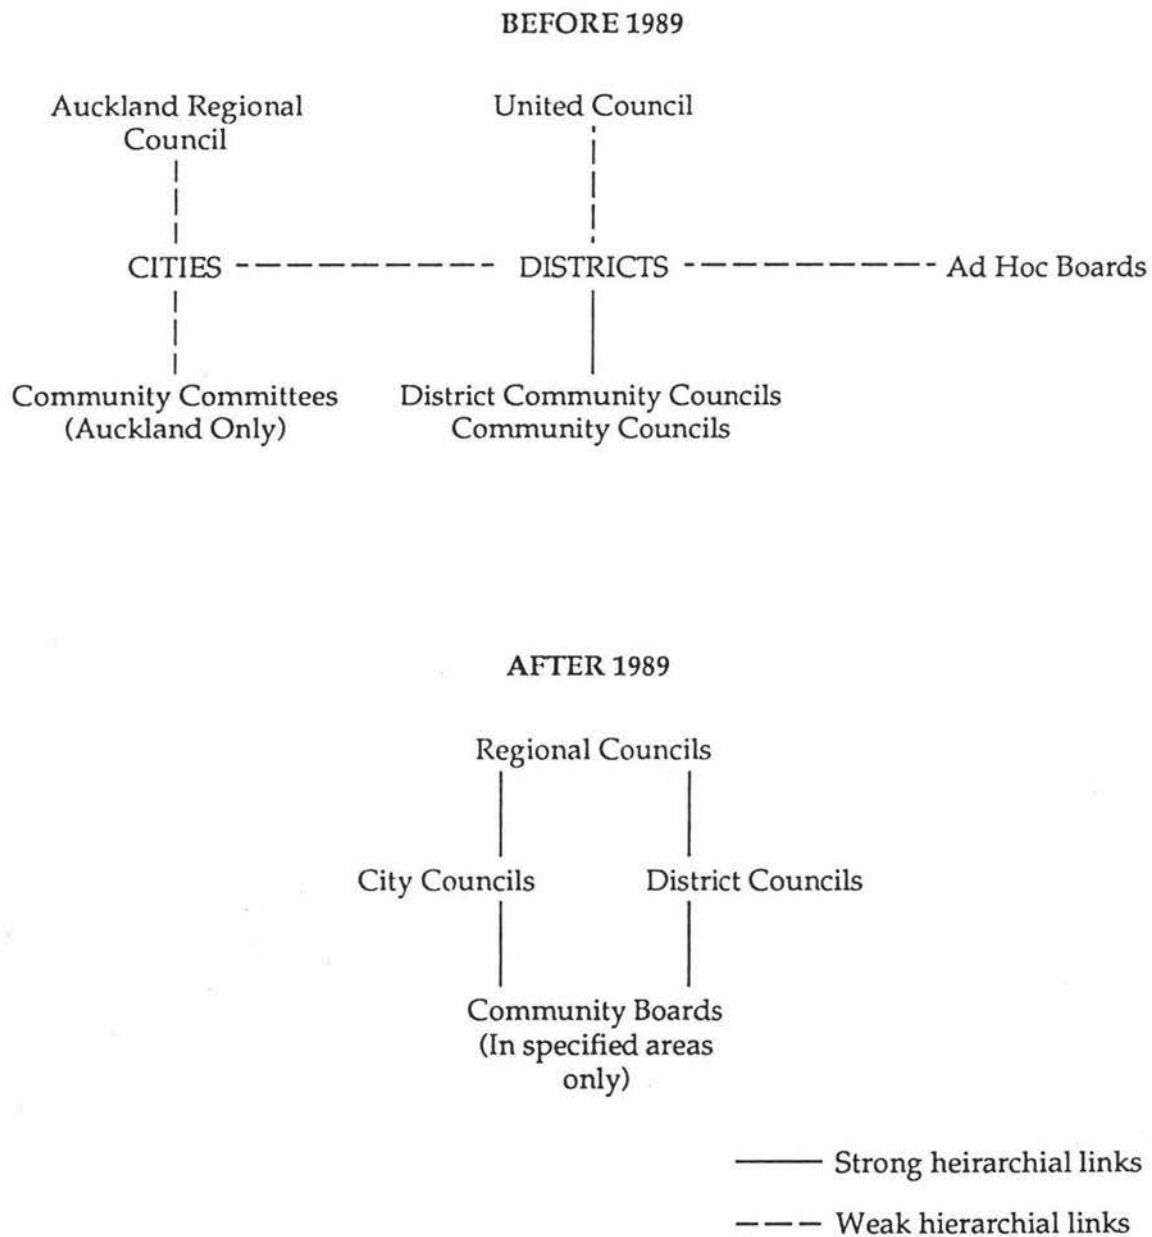 BEFORE 1989
Auckland Regional
Council
United Council
CITIES
DISTRICTS
Ad Hoc Boards
Community Committees
(Auckland Only)
District Community Councils
Community Councils
AFTER 1989
Regional Councils
City Councils
District Councils
Community Boards
(In specified areas
only)
Strong heirarchial links
Weak hierarchial links